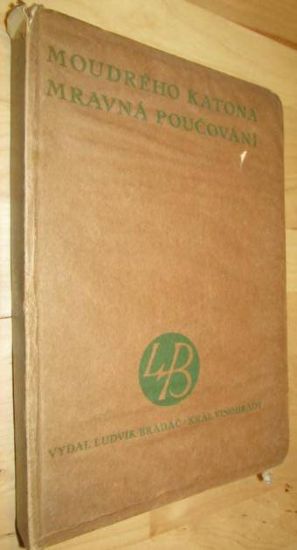 MOUDRÉHO KATONA
MRAVNÁ POUČOVÁNÍ
LB
VYDAL LUDVÍK BRADÁČ · KRÁL. VINOHRADY